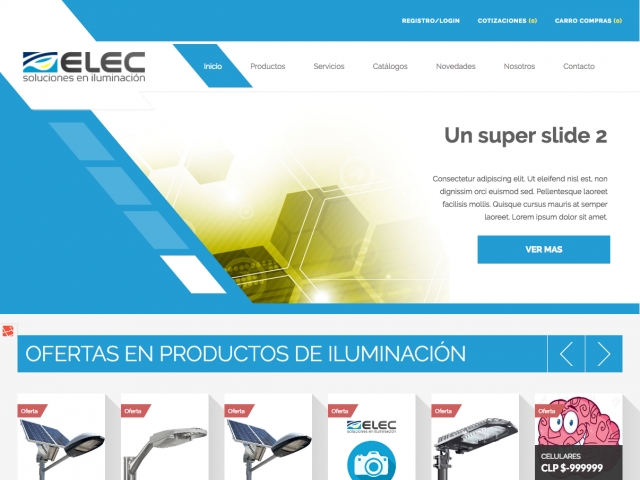 REGISTRO/LOGIN COTIZACIONES (0) CARRO COMPRAS (0)
ELEC
soluciones en iluminación
Inicio Productos Servicios Catálogos Novedades Nosotros Contacto
Un super slide 2
Consectetur adipiscing elit. Ut eleifend nisl est, non
dignissim orci euismod sed. Pellentesque laoreet
facilisis mollis. Quisque cursus mauris at semper
laoreet. Lorem ipsum dolor sit amet.
VER MAS
OFERTAS EN PRODUCTOS DE ILUMINACIÓN
Oferta Oferta Oferta Oferta Oferta Oferta
ELEC
soluciones en iluminación
CELULARES
CLP $-999999